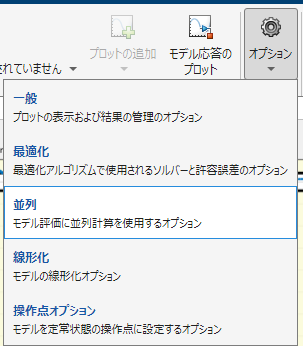 プロットの追加
モデル応答の
プロット
オプション
されていません
一般
プロットの表示および結果の管理のオプション
最適化
最適化アルゴリズムで使用されるソルバーと許容誤差のオプション
並列
モデル評価に並列計算を使用するオプション
線形化
モデルの線形化オプション
操作点オプション
モデルを定常状態の操作点に設定するオプション